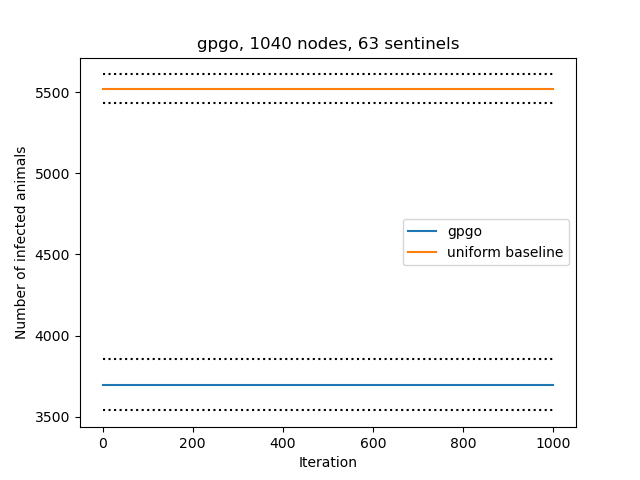 gpgo, 1040 nodes, 63 sentinels
5500
5000
4500
4000
3500
Number of infected animals
gpgo
uniform baseline
0 200 400 600 800 1000
Iteration